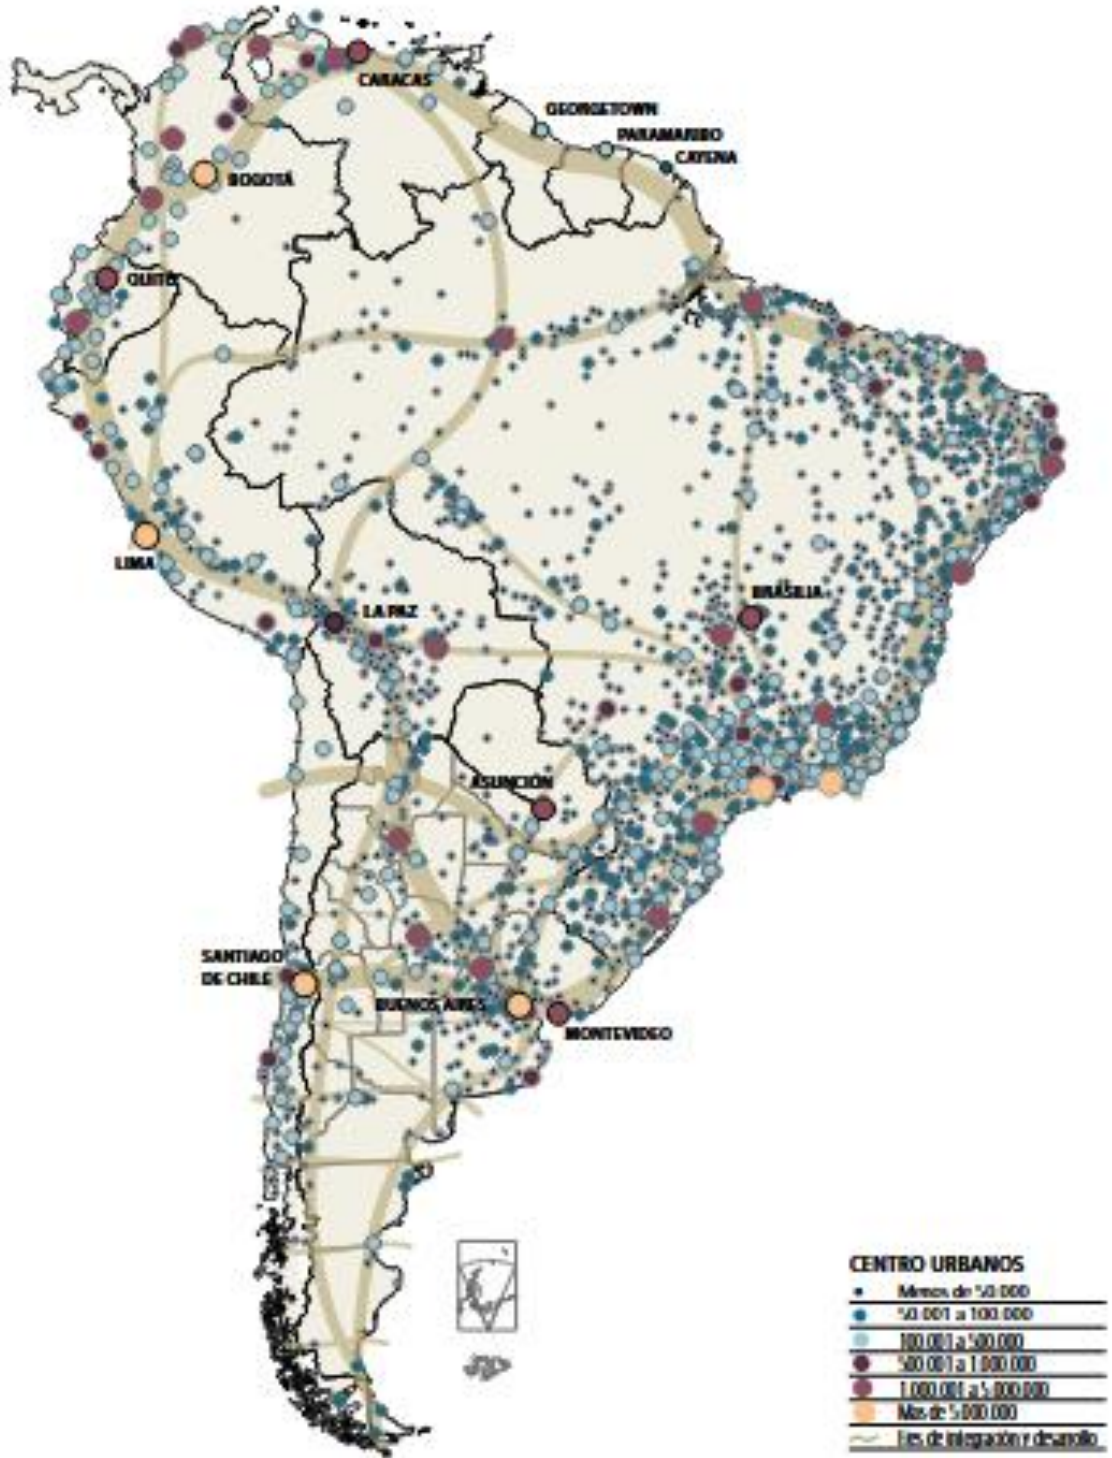 CARACAS
GEORGETOWN
PARAMARIBO
CAYENA
BOGOTÁ
QUITO
LIMA
LA PAZ
BRASILIA
ASUNCIÓN
SANTIAGO
DE CHILE
BUENOS AIRES
MONTEVIDEO
CENTRO URBANOS
Menos de 50.000
50.001 a 100.000
100.001 a 500.000
500.001 a 1.000.000
1.000.001 a 5.000.000
Mas de 5.000.000
Ejes de integración y desarrollo